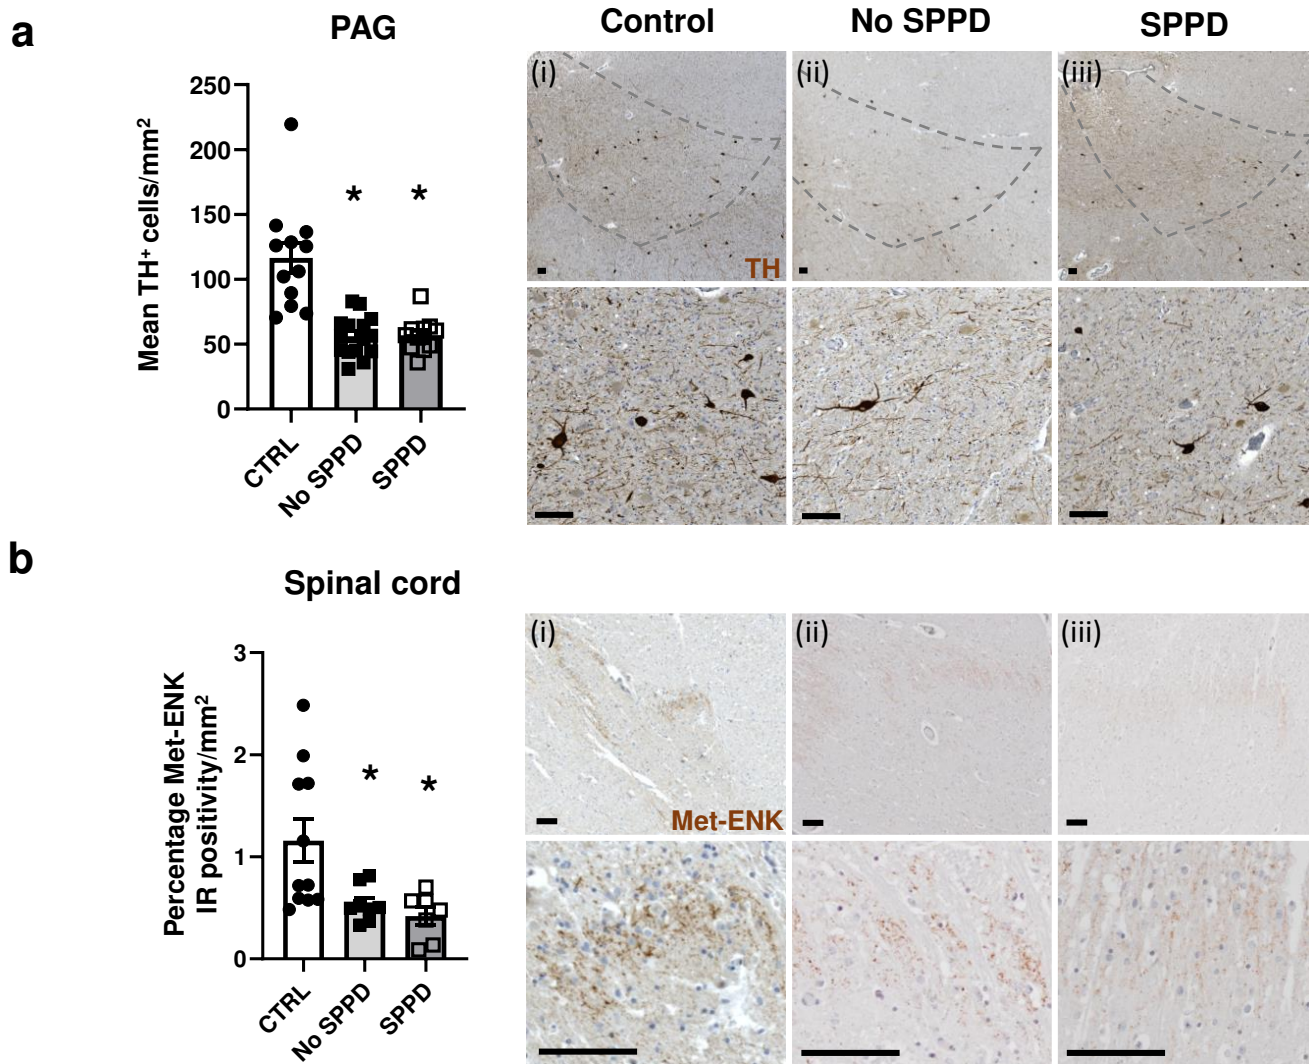 a
PAG
Control
No SPPD
SPPD
Mean TH⁺ cells/mm²
250
200
150
100
50
0
*
*
CTRL
No SPPD
SPPD
(i)
(ii)
(iii)
TH
b
Spinal cord
Percentage Met-ENK
IR positivity/mm²
3
2
1
0
*
*
CTRL
No SPPD
SPPD
(i)
(ii)
(iii)
Met-ENK